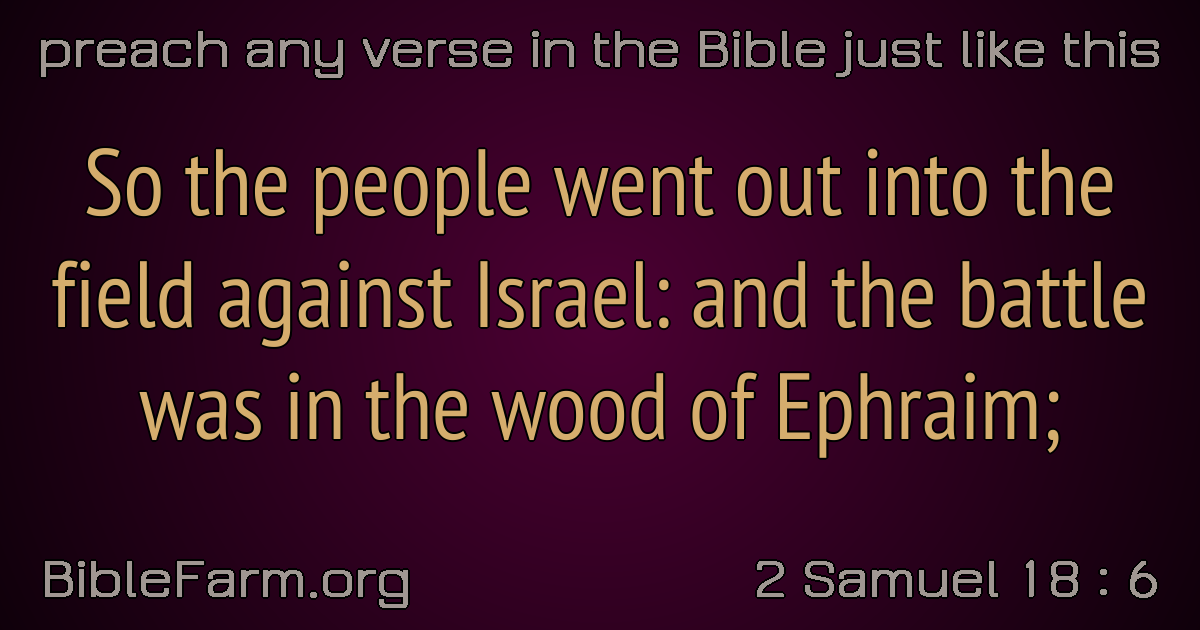 preach any verse in the Bible just like this
So the people went out into the
field against Israel: and the battle
was in the wood of Ephraim;
BibleFarm.org
2 Samuel 18 : 6